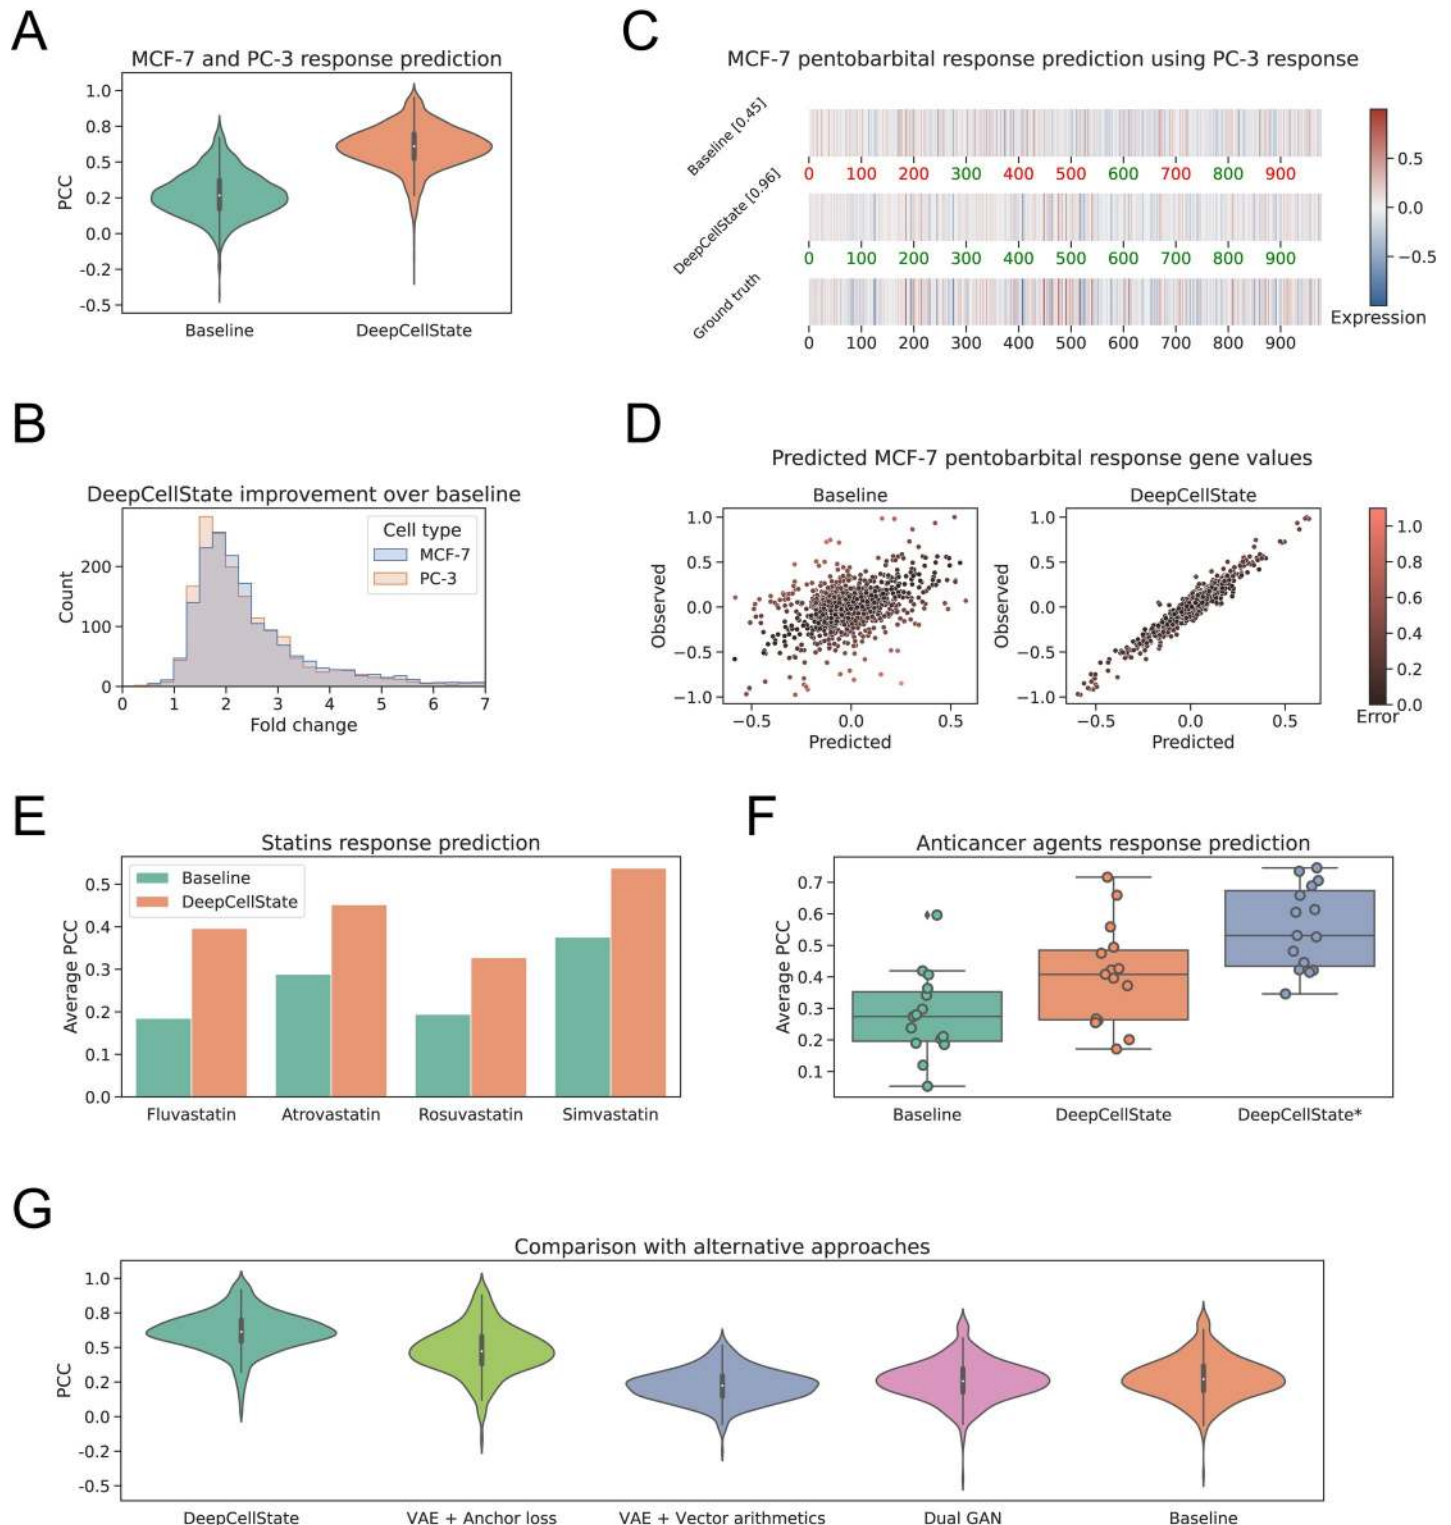 A
MCF-7 and PC-3 response prediction
1.0
0.8
0.5
0.2
0.0
-0.2
-0.5
PCC
Baseline
DeepCellState
C
MCF-7 pentobarbital response prediction using PC-3 response
Baseline [0.45]
0 100 200 300 400 500 600 700 800 900
DeepCellState [0.96]
0 100 200 300 400 500 600 700 800 900
Ground truth
0 100 200 300 400 500 600 700 800 900
0.5
0.0
−0.5
Expression
B
DeepCellState improvement over baseline
Cell type
MCF-7
PC-3
200
100
0
Count
0 1 2 3 4 5 6 7
Fold change
D
Predicted MCF-7 pentobarbital response gene values
Baseline
1.0
0.5
0.0
−0.5
−1.0
Observed
−0.5 0.0 0.5
Predicted
DeepCellState
1.0
0.5
0.0
−0.5
−1.0
Observed
−0.5 0.0 0.5
Predicted
1.0
0.8
0.6
0.4
0.2
0.0
Error
E
Statins response prediction
Baseline
DeepCellState
0.5
0.4
0.3
0.2
0.1
0.0
Average PCC
Fluvastatin Atrovastatin Rosuvastatin Simvastatin
F
Anticancer agents response prediction
0.7
0.6
0.5
0.4
0.3
0.2
0.1
Average PCC
Baseline DeepCellState DeepCellState*
G
Comparison with alternative approaches
1.0
0.8
0.5
0.2
0.0
-0.2
-0.5
PCC
DeepCellState VAE + Anchor loss VAE + Vector arithmetics Dual GAN Baseline